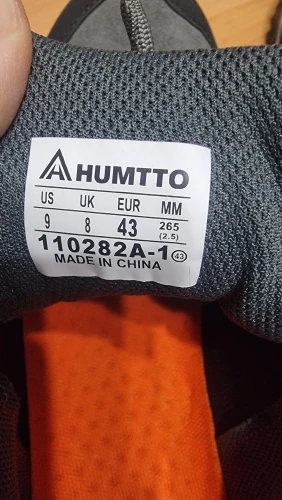 HUMTTO
US UK EUR MM
9 8 43 265
(2.5)
110282A-1 43
MADE IN CHINA